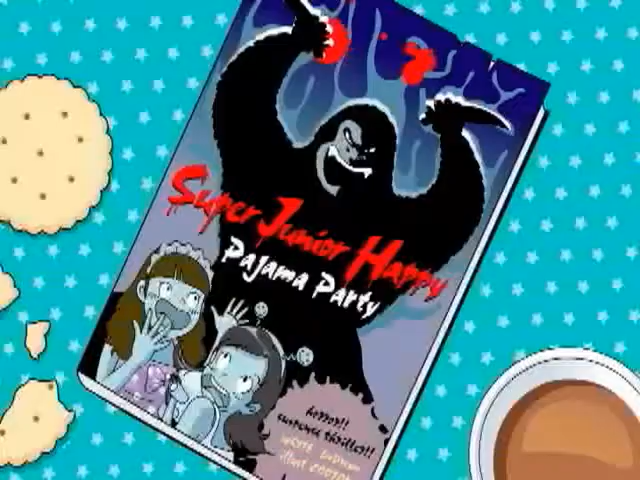 Super Junior Happy
Pajama Party
horror!!
suspense thriller!!